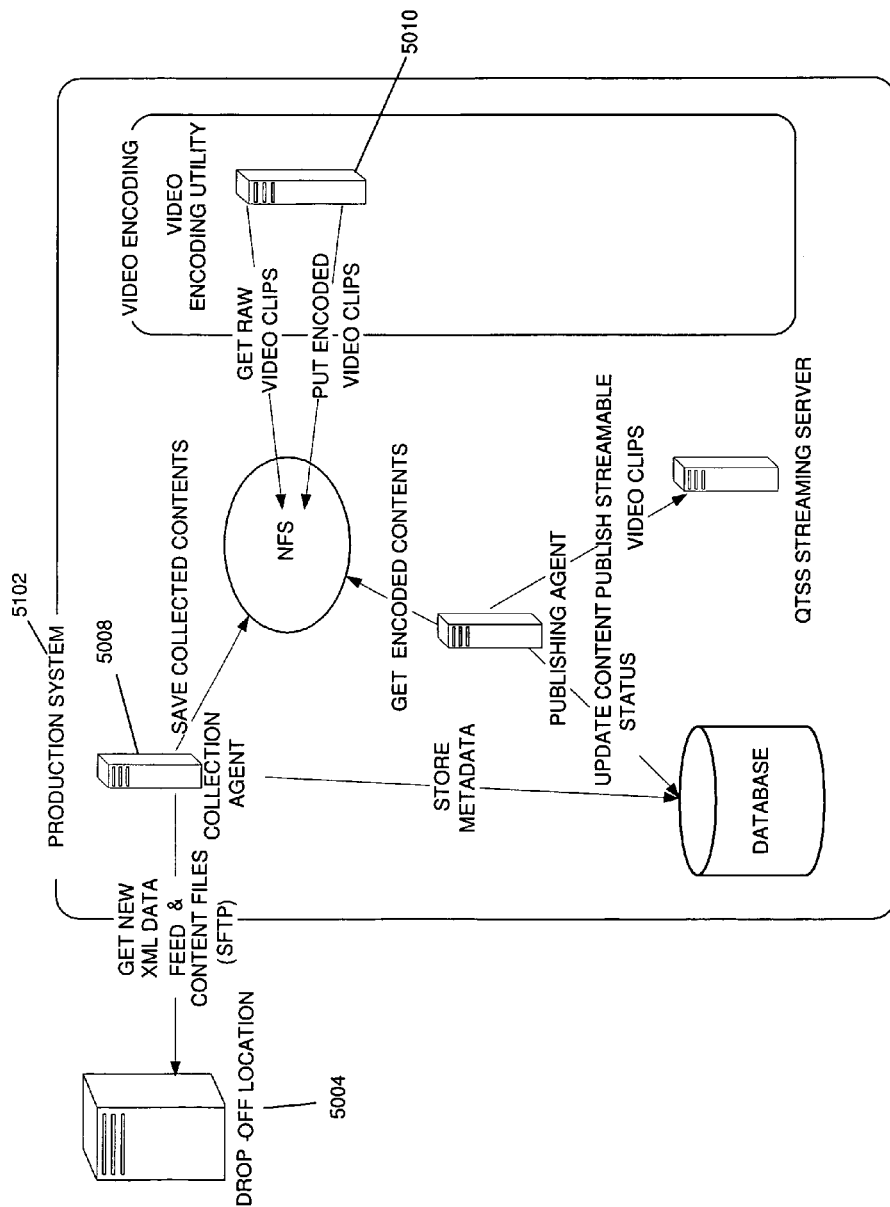 5102
PRODUCTION SYSTEM
5008
COLLECTION
AGENT
GET NEW
XML DATA
FEED &
CONTENT FILES
(SFTP)
DROP-OFF LOCATION
5004
SAVE COLLECTED CONTENTS
NFS
GET RAW
VIDEO CLIPS
PUT ENCODED
VIDEO CLIPS
VIDEO ENCODING
VIDEO
ENCODING UTILITY
5010
STORE
METADATA
GET ENCODED CONTENTS
PUBLISHING AGENT
UPDATE CONTENT
STATUS
PUBLISH STREAMABLE
VIDEO CLIPS
DATABASE
QTSS STREAMING SERVER